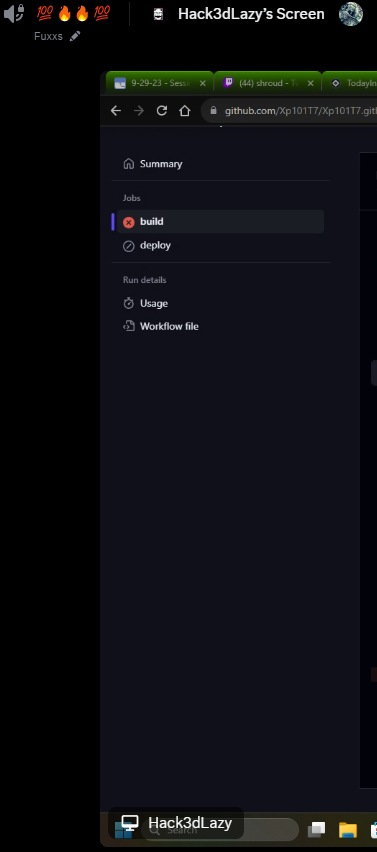 💯🔥🔥💯 Hack3dLazy's Screen
Fuxxs
9-29-23 - Sessi
(44) shroud - T
TodayIn
github.com/Xp101T7/Xp101T7.gith
Summary
Jobs
build
deploy
Run details
Usage
Workflow file
Hack3dLazy
Search